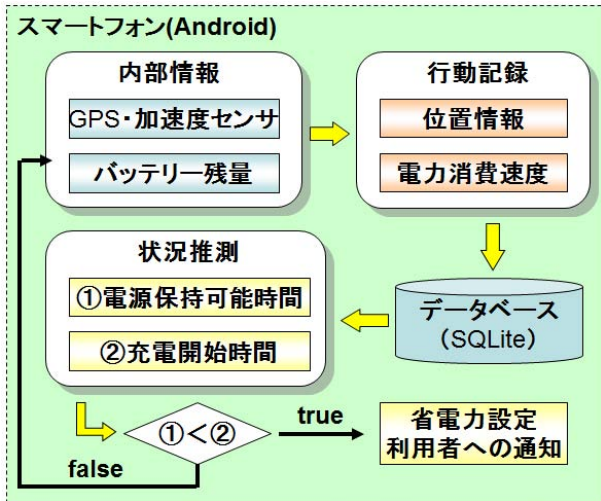 スマートフォン(Android)
内部情報
GPS・加速度センサ
バッテリー残量
行動記録
位置情報
電力消費速度
データベース
(SQLite)
状況推測
①電源保持可能時間
②充電開始時間
①<②
true
false
省電力設定
利用者への通知